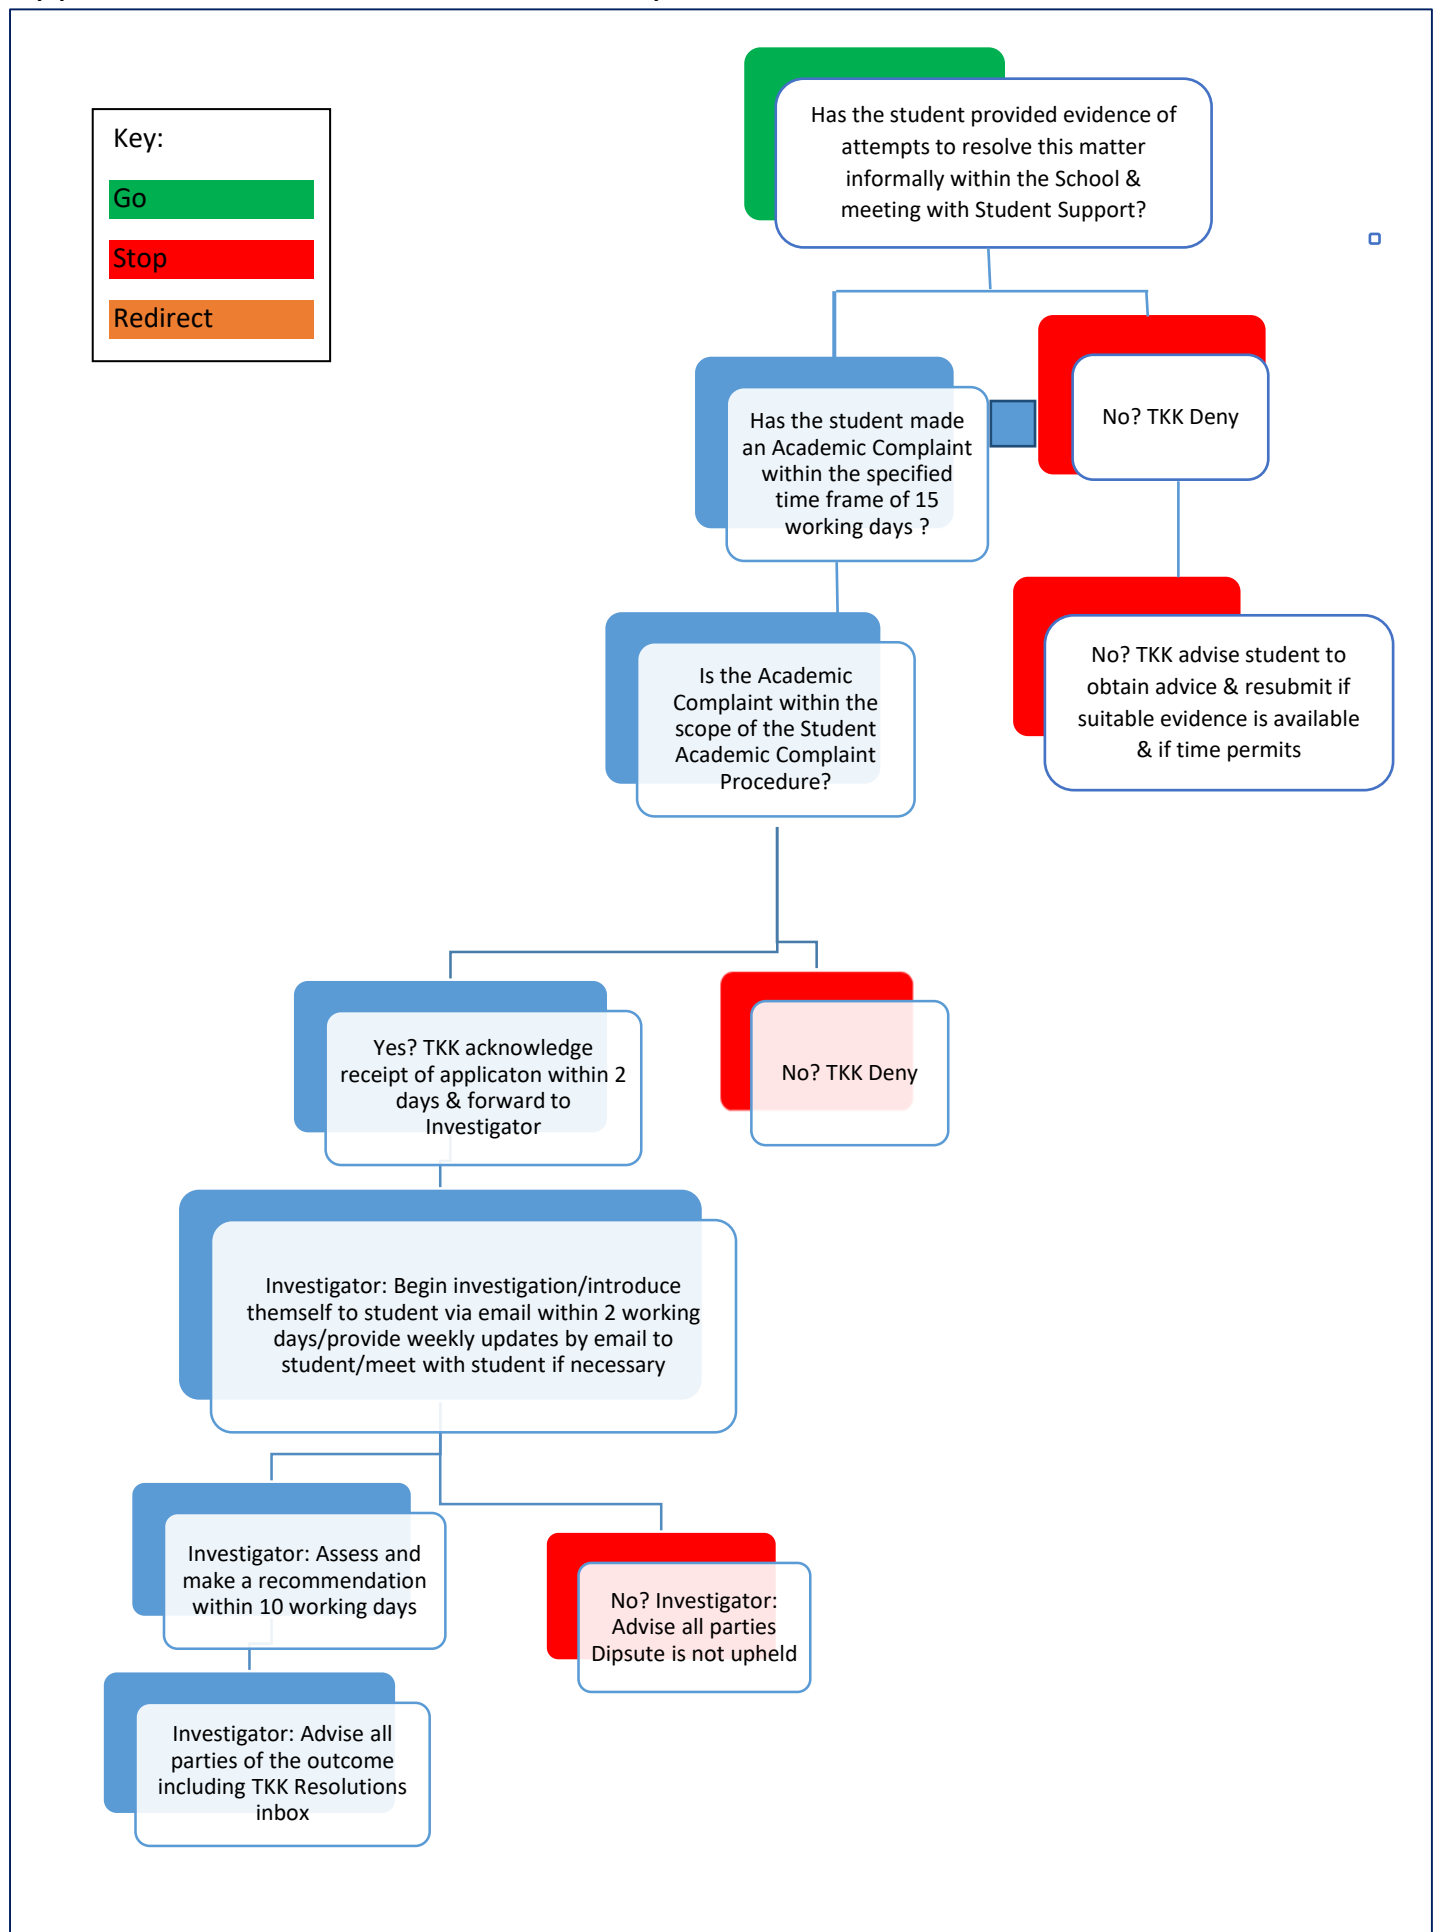 Key:
Go
Stop
Redirect
Has the student provided evidence of
attempts to resolve this matter
informally within the School &
meeting with Student Support?
Has the student made
an Academic Complaint
within the specified
time frame of 15
working days ?
No? TKK Deny
No? TKK advise student to
obtain advice & resubmit if
suitable evidence is available
& if time permits
Is the Academic
Complaint within the
scope of the Student
Academic Complaint
Procedure?
Yes? TKK acknowledge
receipt of applicaton within 2
days & forward to
Investigator
No? TKK Deny
Investigator: Begin investigation/introduce
themself to student via email within 2 working
days/provide weekly updates by email to
student/meet with student if necessary
Investigator: Assess and
make a recommendation
within 10 working days
No? Investigator:
Advise all parties
Dipsute is not upheld
Investigator: Advise all
parties of the outcome
including TKK Resolutions
inbox